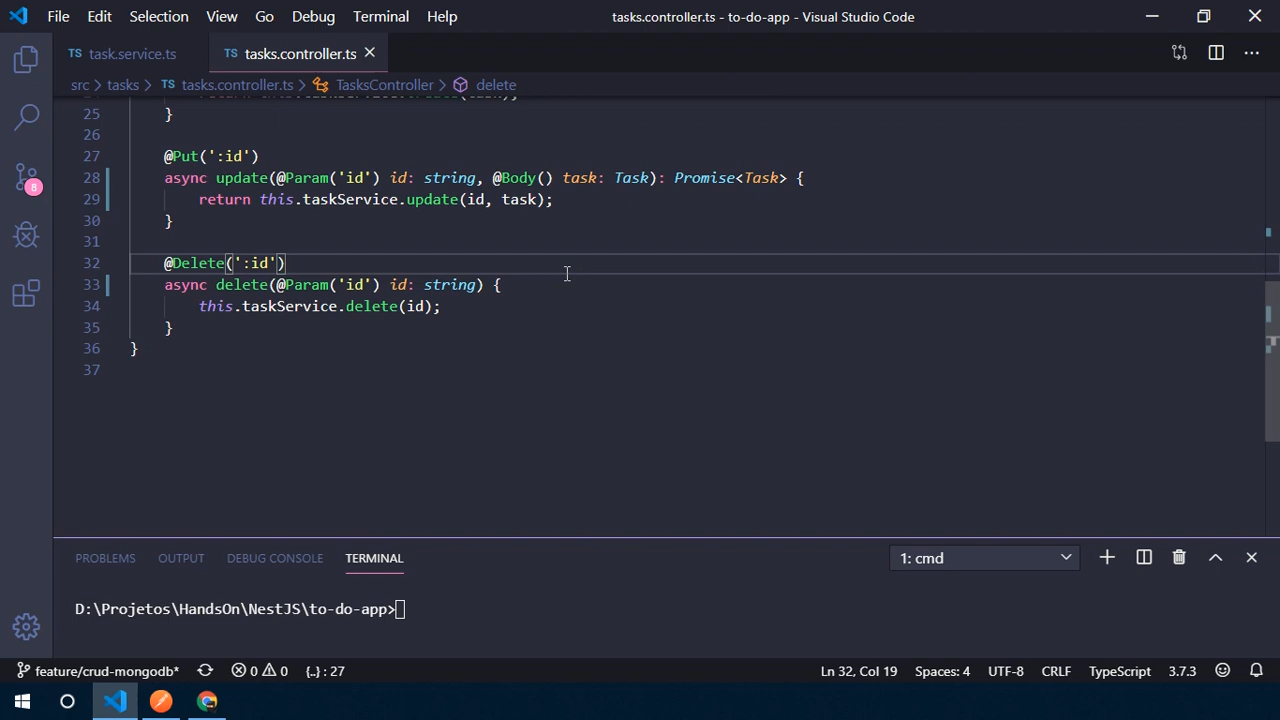 File Edit Selection View Go Debug Terminal Help tasks.controller.ts - to-do-app - Visual Studio Code
TS task.service.ts TS tasks.controller.ts
src > tasks > TS tasks.controller.ts > TasksController > delete
25 }
26
27 @Put(':id')
28 async update(@Param('id') id: string, @Body() task: Task): Promise<Task> {
29 return this.taskService.update(id, task);
30 }
31
32 @Delete(':id')
33 async delete(@Param('id') id: string) {
34 this.taskService.delete(id);
35 }
36 }
37
8
PROBLEMS OUTPUT DEBUG CONSOLE TERMINAL 1: cmd
D:\Projetos\HandsOn\NestJS\to-do-app>
feature/crud-mongodb* 0 0 {..} : 27 Ln 32, Col 19 Spaces: 4 UTF-8 CRLF TypeScript 3.7.3